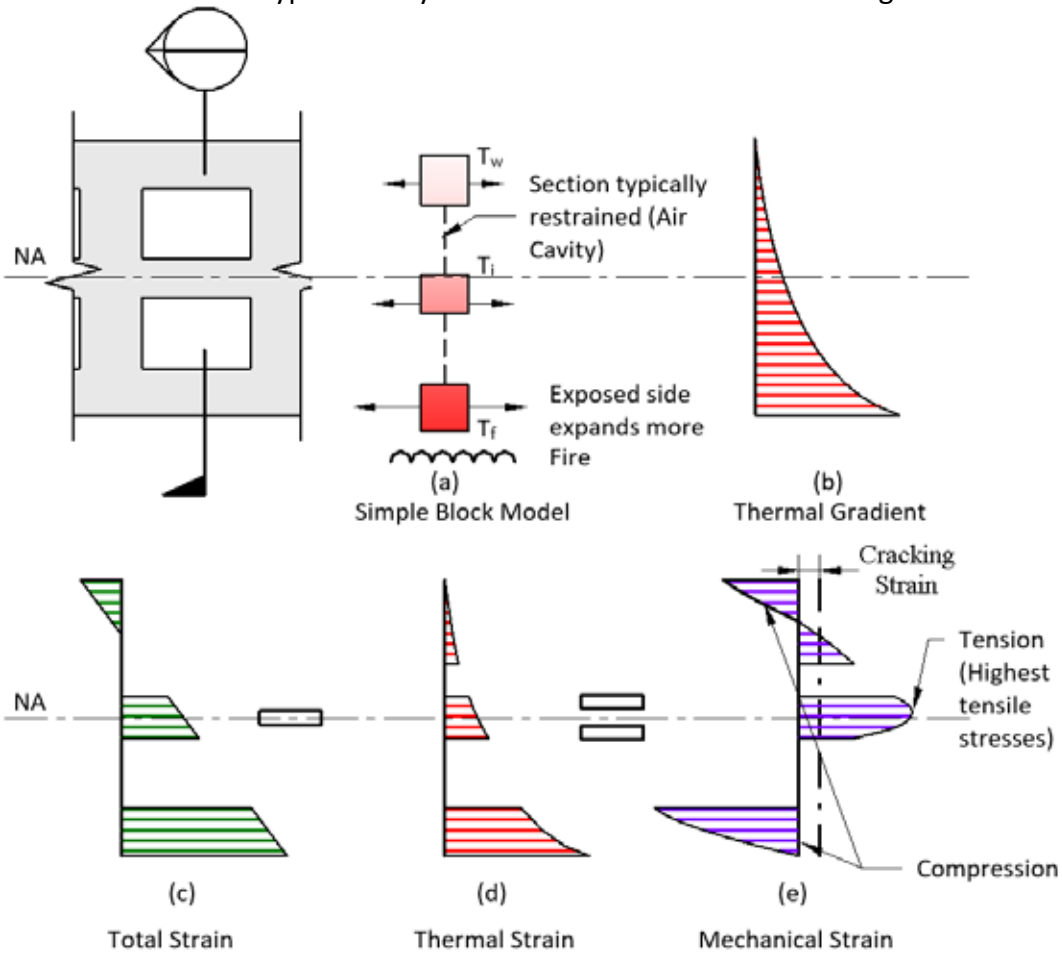 NA
T_w
Section typically
restrained (Air
Cavity)
T_i
Exposed side
expands more
Fire
T_f
(a)
Simple Block Model
(b)
Thermal Gradient
Cracking
Strain
NA
Tension
(Highest
tensile
stresses)
Compression
(c)
(d)
(e)
Total Strain
Thermal Strain
Mechanical Strain